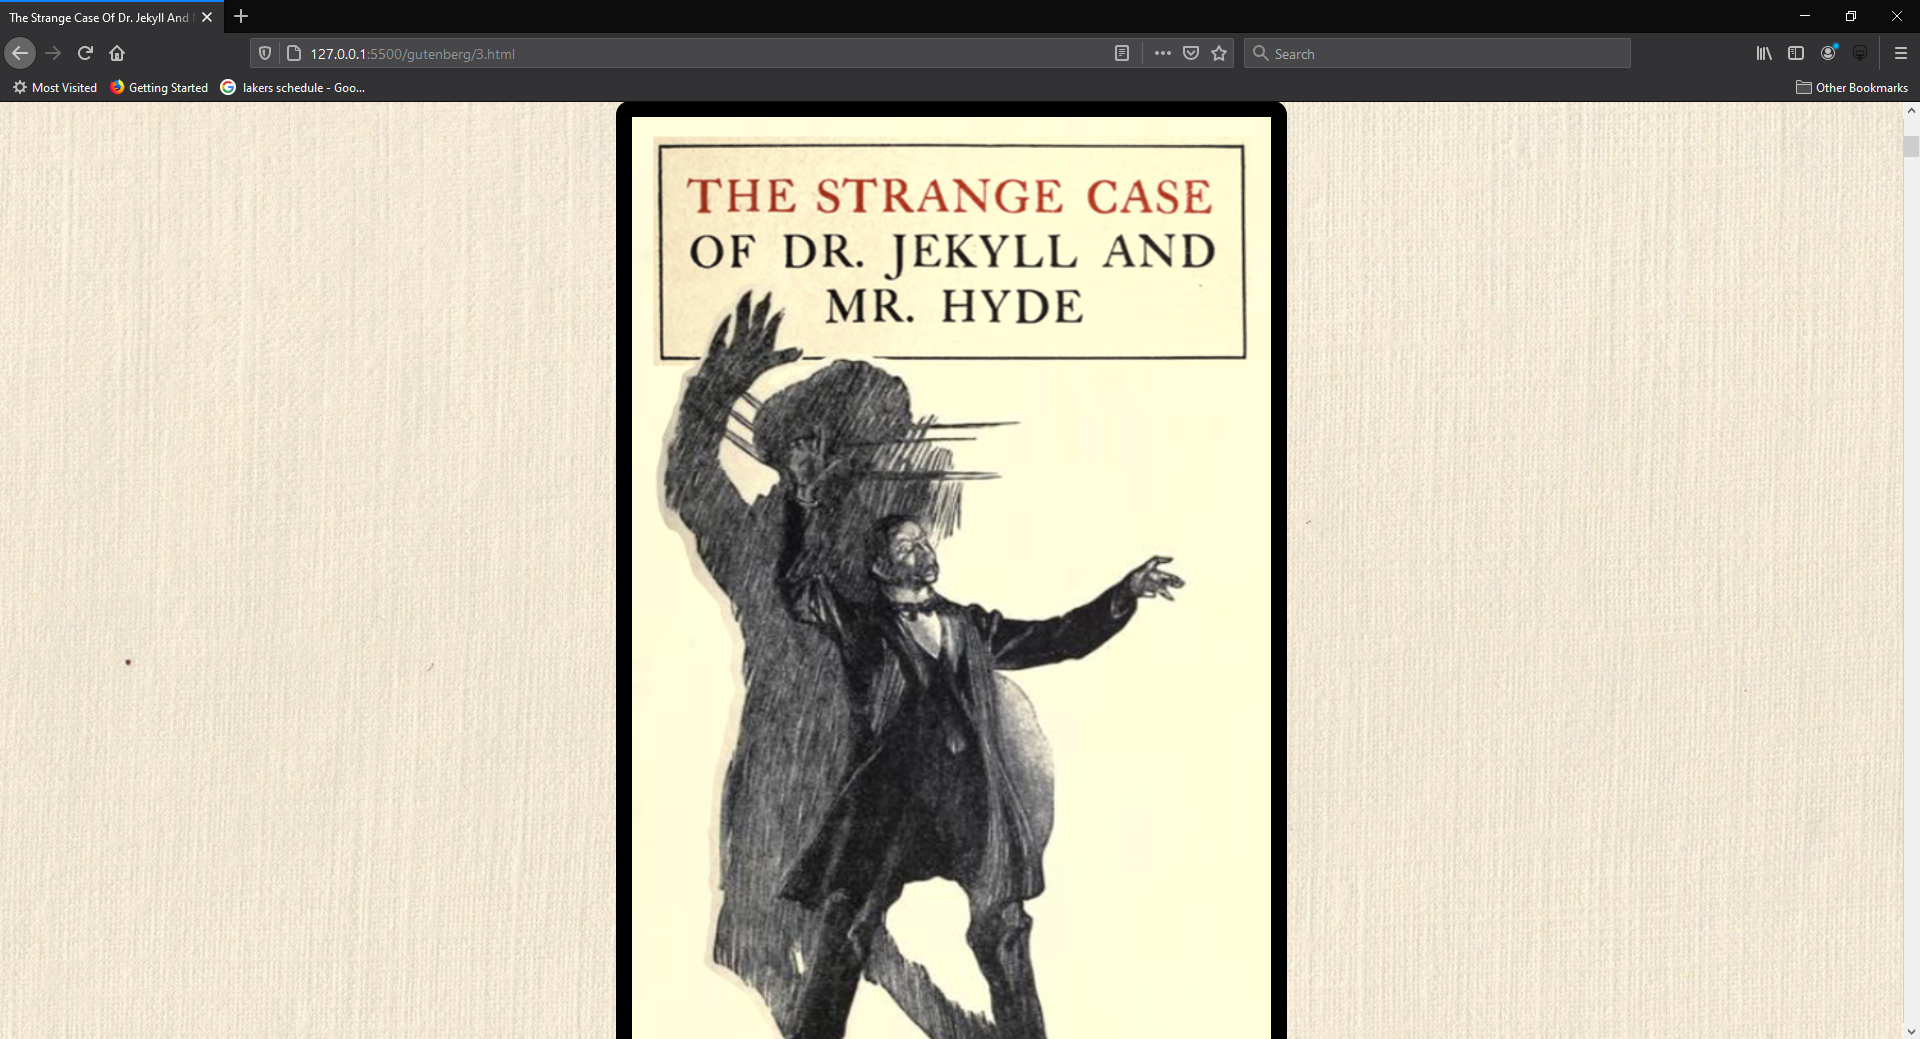 The Strange Case Of Dr. Jekyll And
127.0.0.1:5500/gutenberg/3.html
Search
Most Visited
Getting Started
lakers schedule - Goo...
Other Bookmarks
THE STRANGE CASE
OF DR. JEKYLL AND
MR. HYDE